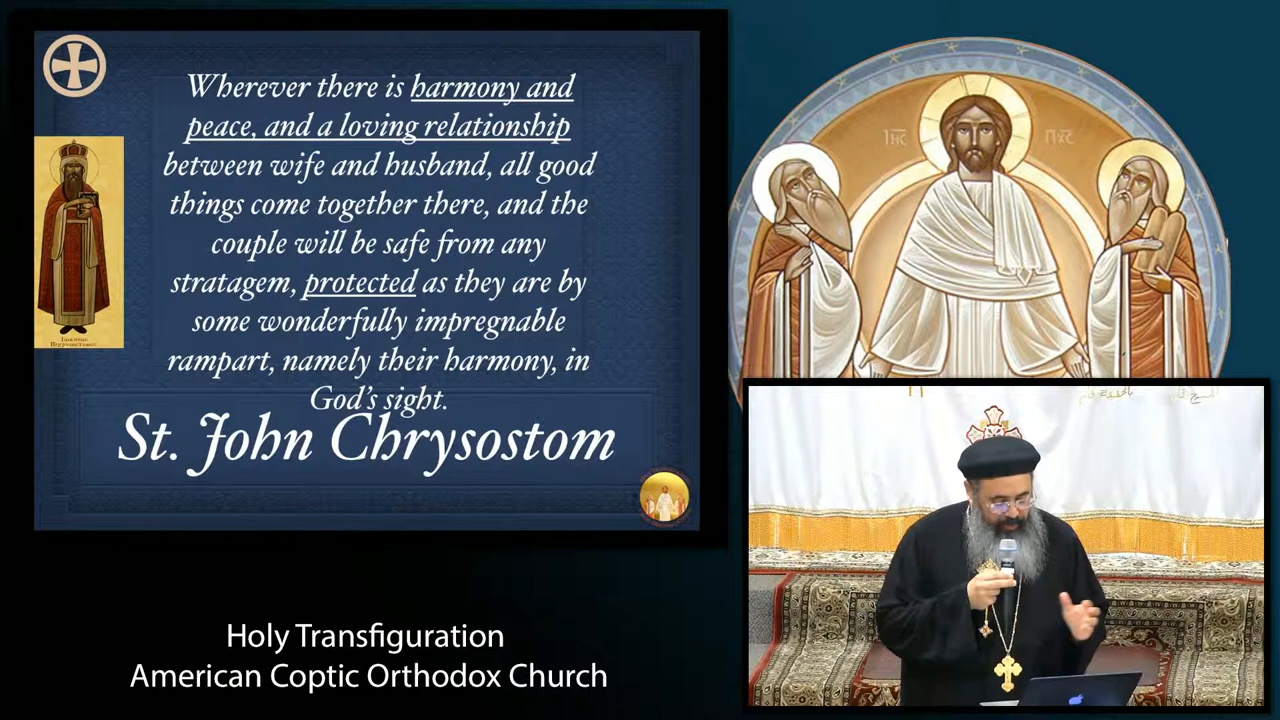 Wherever there is harmony and
peace, and a loving relationship
between wife and husband, all good
things come together there, and the
couple will be safe from any
stratagem, protected as they are by
some wonderfully impregnable
rampart, namely their harmony, in
God's sight.
St. John Chrysostom
Holy Transfiguration
American Coptic Orthodox Church